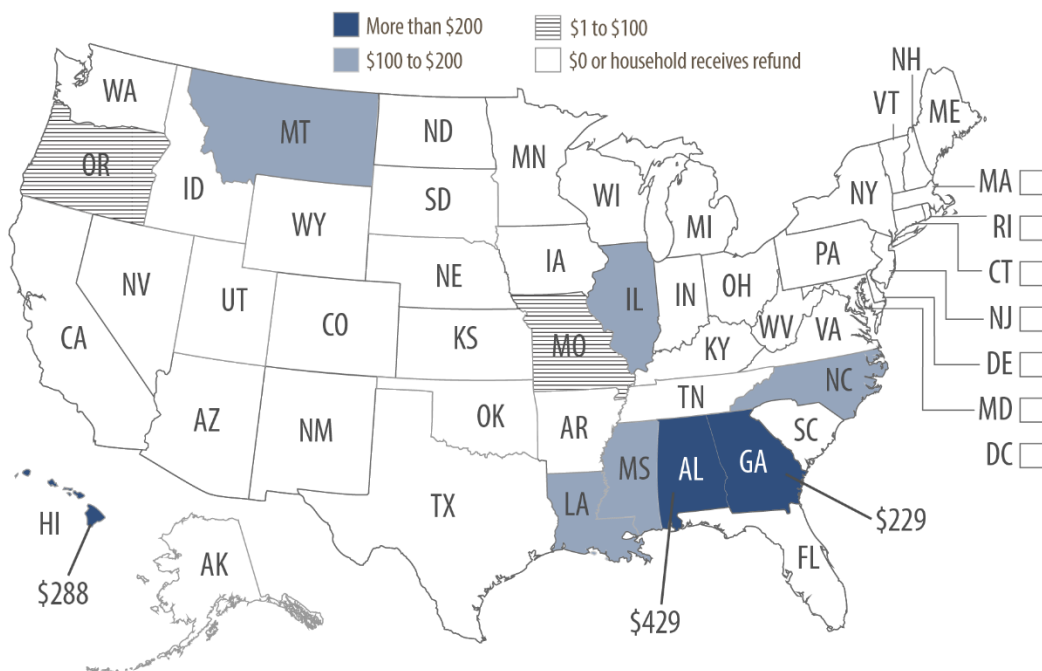 More than $200
$100 to $200
$1 to $100
$0 or household receives refund
WA
OR
MT
ID
WY
ND
SD
NE
MN
WI
IA
MI
NY
VT
NH
ME
MA
RI
CT
NJ
DE
MD
DC
PA
CA
NV
UT
CO
KS
MO
IL
IN
OH
WV
VA
KY
AZ
NM
OK
AR
TN
NC
SC
TX
LA
MS
AL
GA
FL
HI
AK
$288
$429
$229